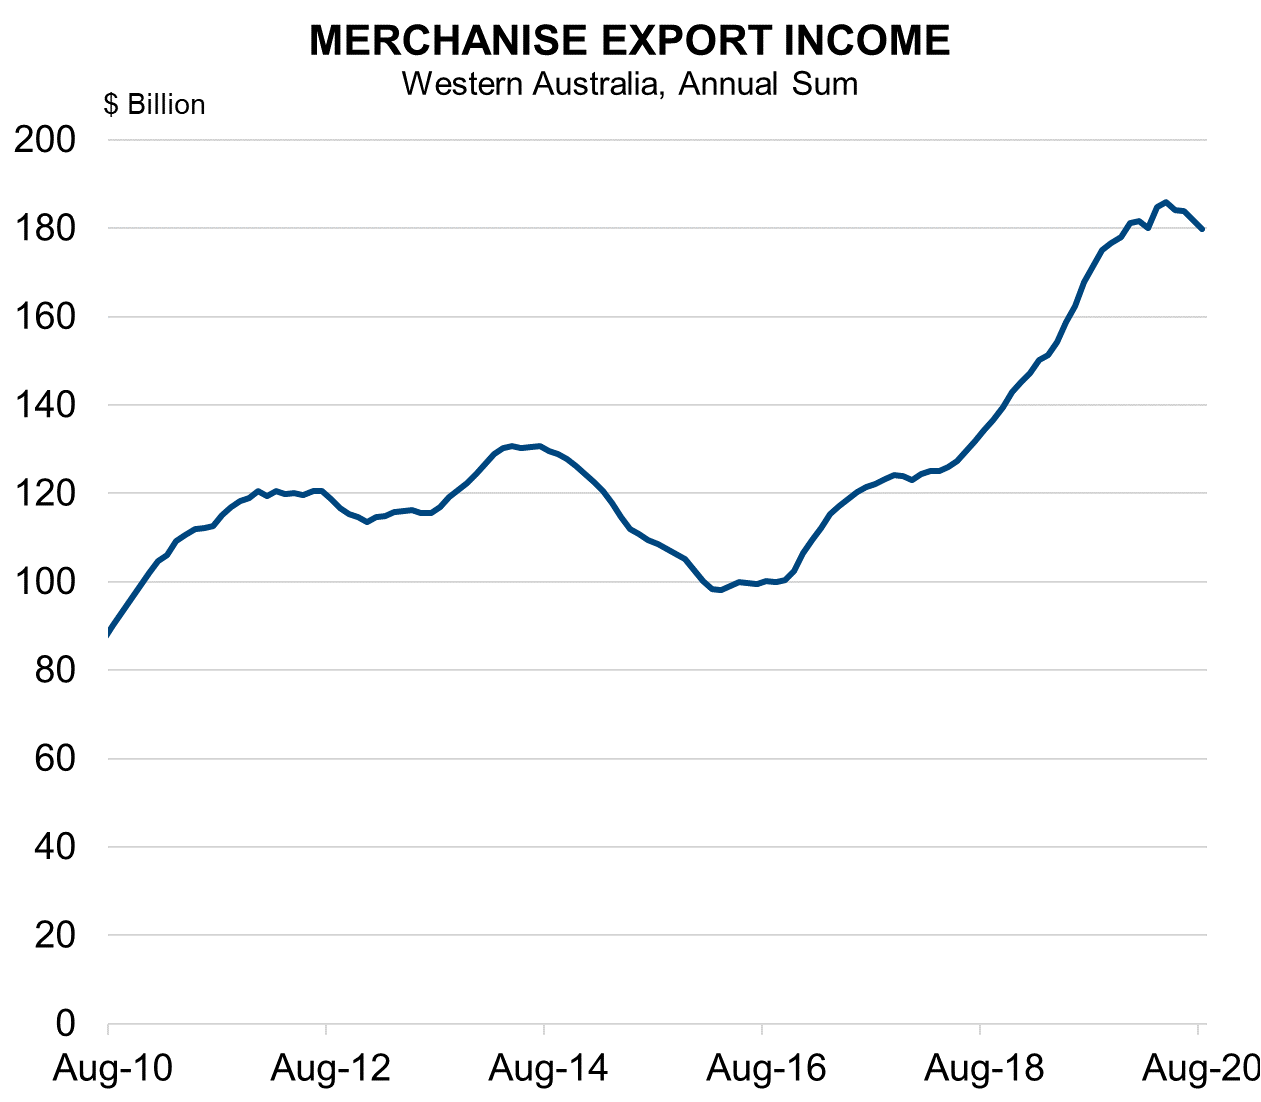 MERCHANISE EXPORT INCOME
Western Australia, Annual Sum
$ Billion
200
180
160
140
120
100
80
60
40
20
0
Aug-10 Aug-12 Aug-14 Aug-16 Aug-18 Aug-20